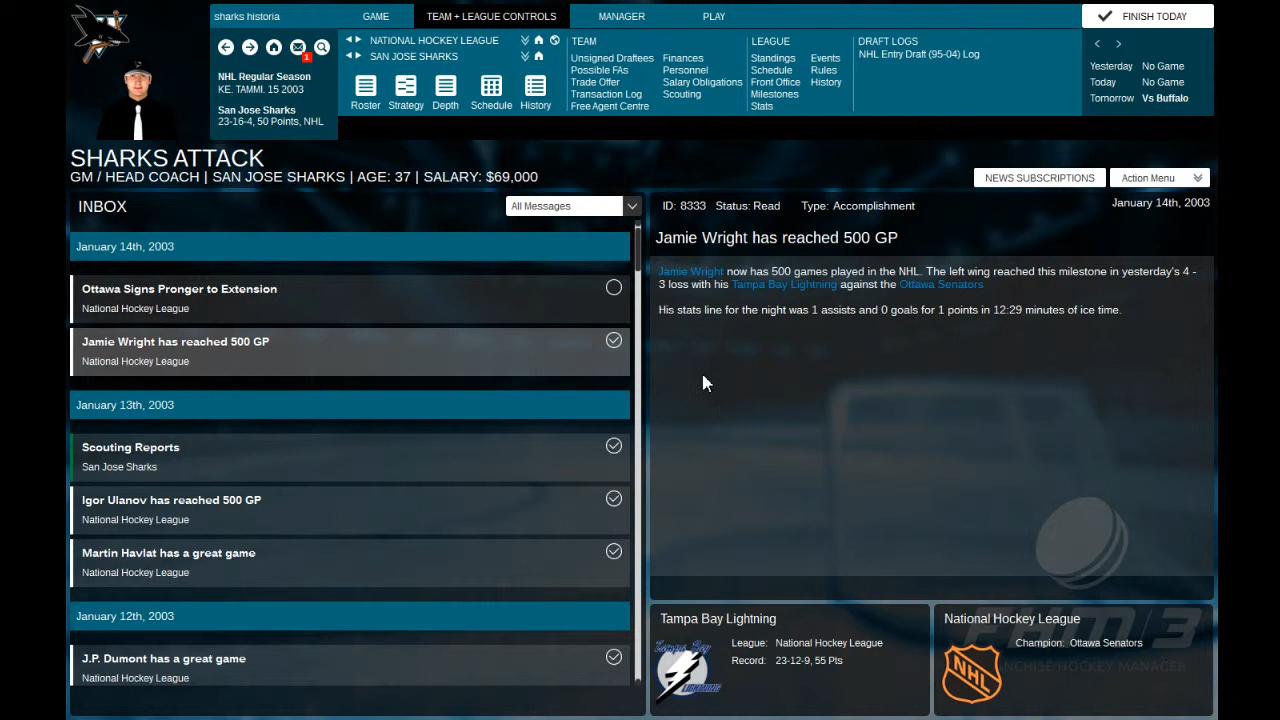 sharks historia
GAME
TEAM + LEAGUE CONTROLS
MANAGER
PLAY
FINISH TODAY
NATIONAL HOCKEY LEAGUE
SAN JOSE SHARKS
1
NHL Regular Season
KE. TAMMI. 15 2003
San Jose Sharks
23-16-4, 50 Points, NHL
Roster
Strategy
Depth
Schedule
History
TEAM
Unsigned Draftees
Possible FAs
Trade Offer
Transaction Log
Free Agent Centre
Finances
Personnel
Salary Obligations
Scouting
LEAGUE
Standings
Schedule
Front Office
Milestones
Stats
Events
Rules
History
DRAFT LOGS
NHL Entry Draft (95-04) Log
Yesterday No Game
Today No Game
Tomorrow Vs Buffalo
SHARKS ATTACK
GM / HEAD COACH | SAN JOSE SHARKS | AGE: 37 | SALARY: $69,000
NEWS SUBSCRIPTIONS
Action Menu
INBOX
All Messages
January 14th, 2003
Ottawa Signs Pronger to Extension
National Hockey League
Jamie Wright has reached 500 GP
National Hockey League
January 13th, 2003
Scouting Reports
San Jose Sharks
Igor Ulanov has reached 500 GP
National Hockey League
Martin Havlat has a great game
National Hockey League
January 12th, 2003
J.P. Dumont has a great game
National Hockey League
ID: 8333 Status: Read Type: Accomplishment
January 14th, 2003
Jamie Wright has reached 500 GP
Jamie Wright now has 500 games played in the NHL. The left wing reached this milestone in yesterday's 4 -
3 loss with his Tampa Bay Lightning against the Ottawa Senators
His stats line for the night was 1 assists and 0 goals for 1 points in 12:29 minutes of ice time.
Tampa Bay Lightning
League: National Hockey League
Record: 23-12-9, 55 Pts
Tampa Bay
LIGHTNING
National Hockey League
Champion: Ottawa Senators
NHL
FHM/3
NCHISE HOCKEY MANAGER